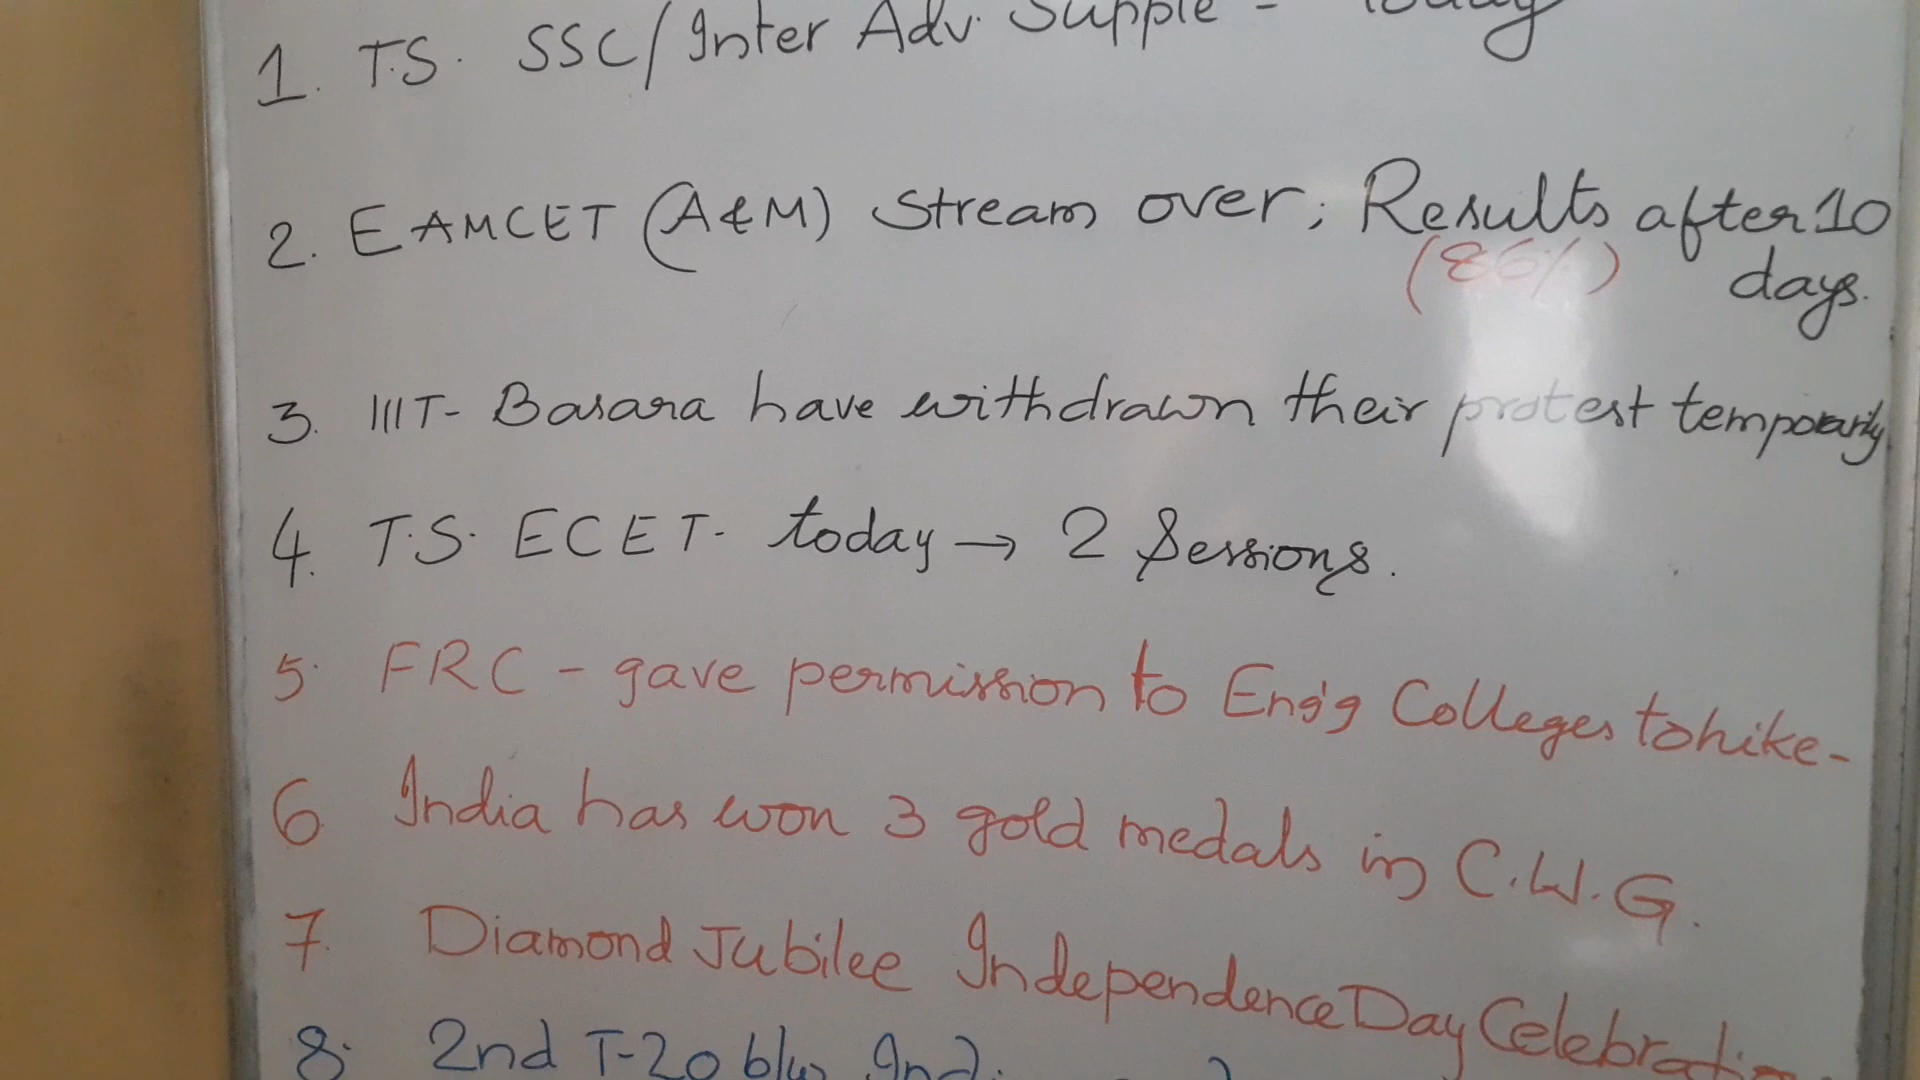 1. T.S. SSC/Inter Adv. Supple - Today
2. EAMCET (A&M) Stream over; Results after 10
(86%) days.
3. IIIT- Basara have withdrawn their protest temporarily
4. T.S. ECET- today → 2 Sessions.
5. FRC - gave permission to Eng'g Colleges to hike-
6 India has won 3 gold medals in C.W.G.
7. Diamond Jubilee Independence Day Celebration
8. 2nd T-20 b/w